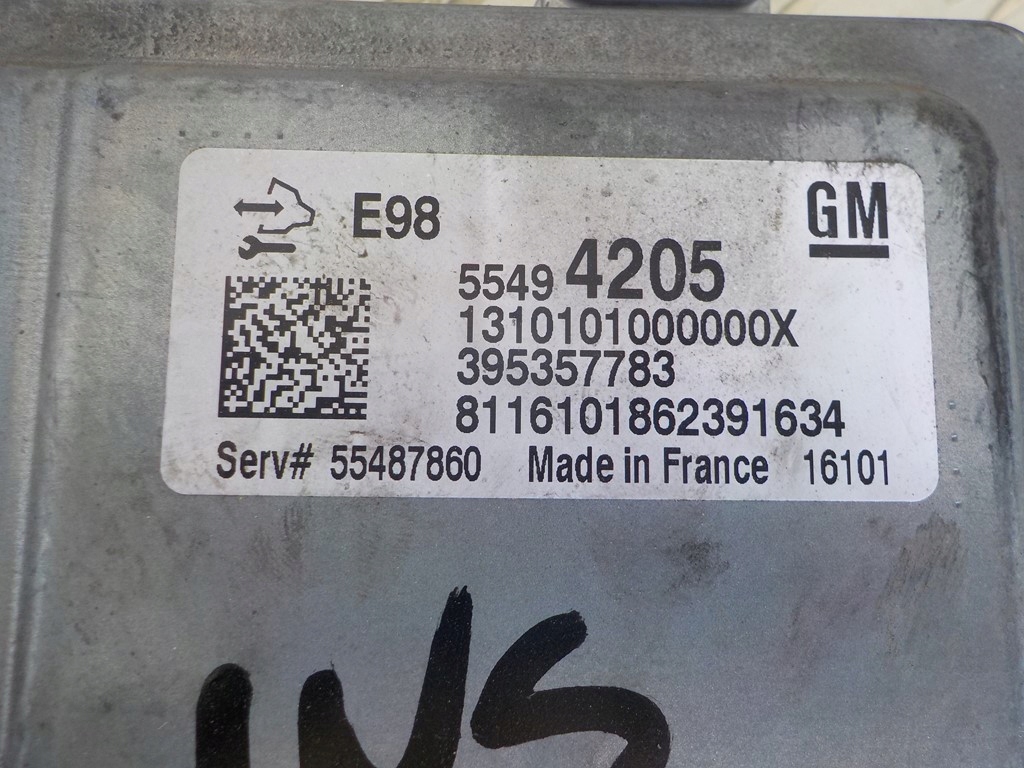 E98
GM
5549 4205
1310101000000X
395357783
8116101862391634
Serv# 55487860 Made in France 16101